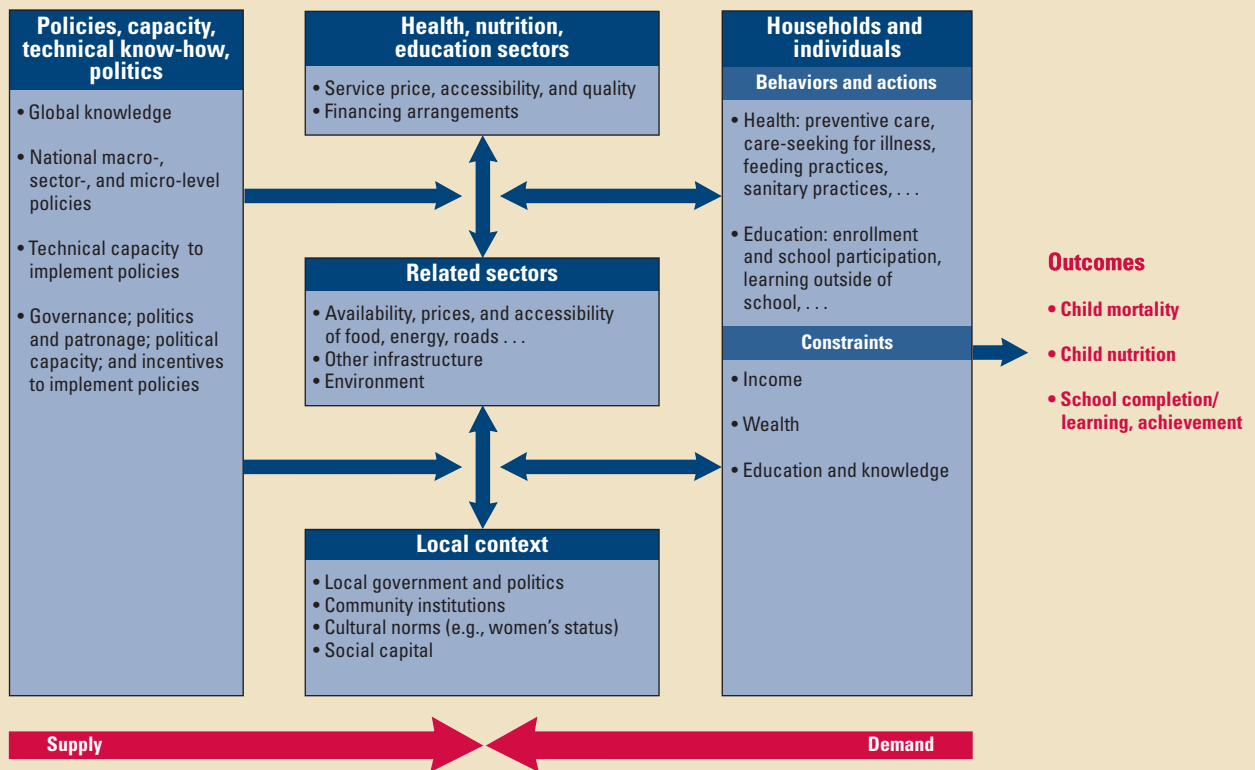 Policies, capacity,
technical know-how,
politics
• Global knowledge
• National macro-,
sector-, and micro-level
policies
• Technical capacity to
implement policies
• Governance; politics
and patronage; political
capacity; and incentives
to implement policies
Health, nutrition,
education sectors
• Service price, accessibility, and quality
• Financing arrangements
Related sectors
• Availability, prices, and accessibility
of food, energy, roads . . .
• Other infrastructure
• Environment
Local context
• Local government and politics
• Community institutions
• Cultural norms (e.g., women's status)
• Social capital
Households and
individuals
Behaviors and actions
• Health: preventive care,
care-seeking for illness,
feeding practices,
sanitary practices, . . .
• Education: enrollment
and school participation,
learning outside of
school, . . .
Constraints
• Income
• Wealth
• Education and knowledge
Outcomes
• Child mortality
• Child nutrition
• School completion/
learning, achievement
Supply
Demand